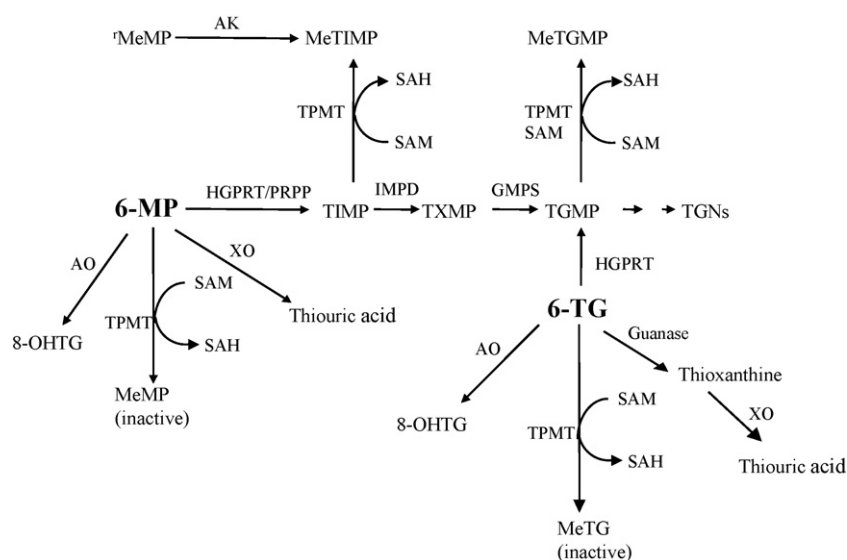 AK
ʳMeMP MeTIMP MeTGMP
SAH SAH
TPMT TPMT
SAM
SAM SAM
HGPRT/PRPP IMPD GMPS
6-MP TIMP TXMP TGMP TGNs
AO XO HGPRT
SAM 6-TG
TPMT Thiouric acid
8-OHTG SAH AO Guanase
MeMP Thioxanthine
(inactive)
SAM XO
8-OHTG TPMT
SAH Thiouric acid
MeTG
(inactive)